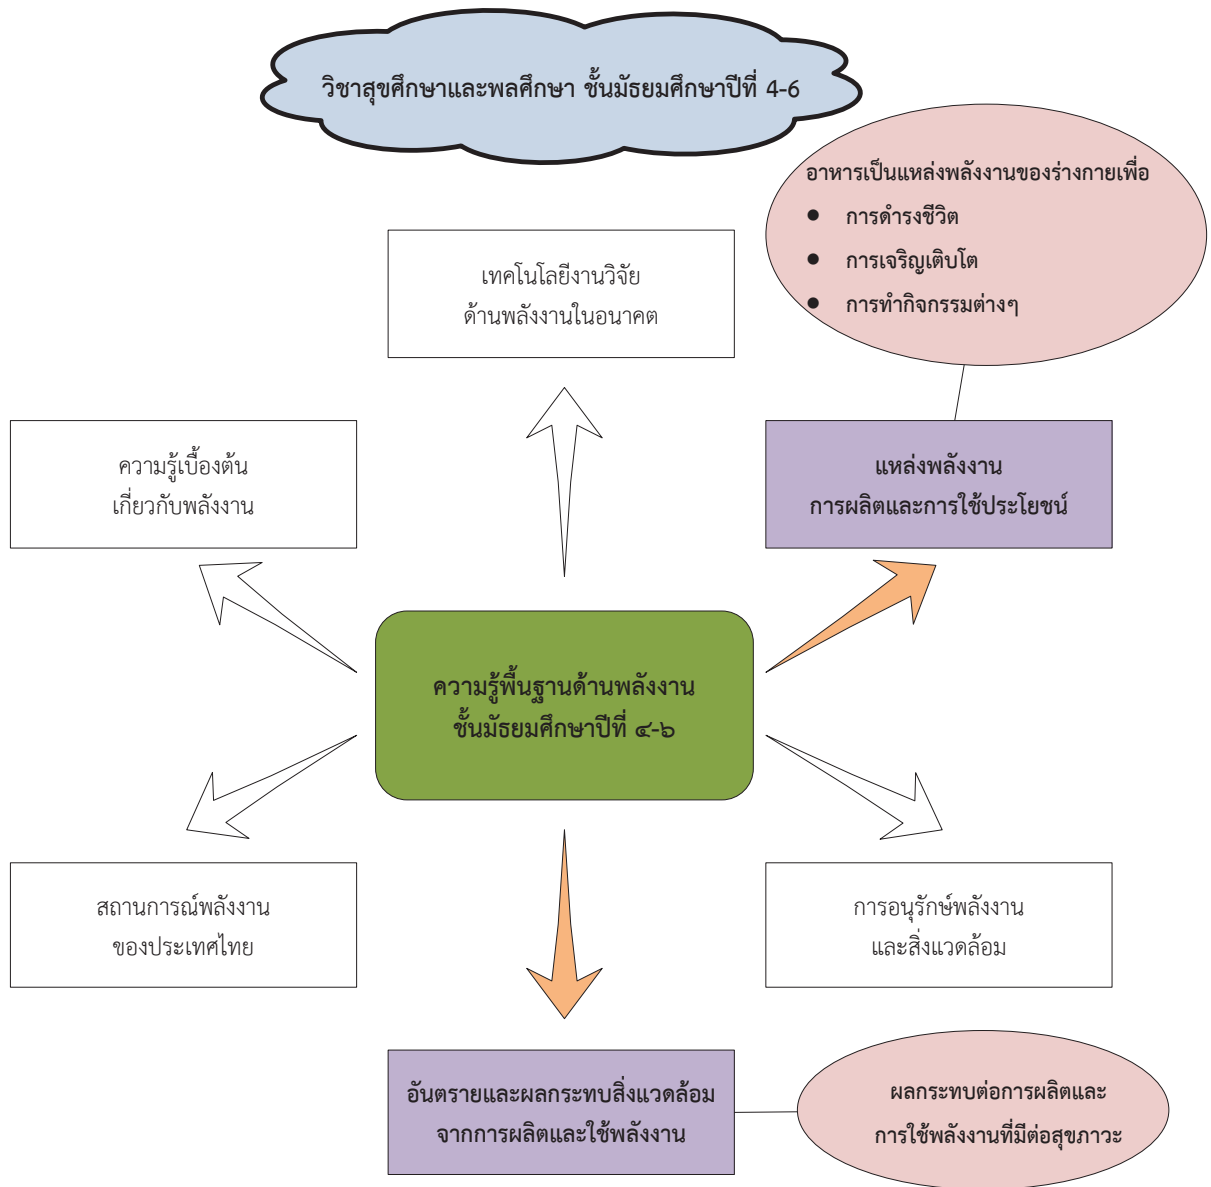 วิชาสุขศึกษาและพลศึกษา ชั้นมัธยมศึกษาปีที่ 4-6
อาหารเป็นแหล่งพลังงานของร่างกายเพื่อ
● การดำรงชีวิต
● การเจริญเติบโต
● การทำกิจกรรมต่างๆ
เทคโนโลยีงานวิจัย
ด้านพลังงานในอนาคต
ความรู้เบื้องต้น
เกี่ยวกับพลังงาน
แหล่งพลังงาน
การผลิตและการใช้ประโยชน์
ความรู้พื้นฐานด้านพลังงาน
ชั้นมัธยมศึกษาปีที่ ๔-๖
สถานการณ์พลังงาน
ของประเทศไทย
การอนุรักษ์พลังงาน
และสิ่งแวดล้อม
อันตรายและผลกระทบสิ่งแวดล้อม
จากการผลิตและใช้พลังงาน
ผลกระทบต่อการผลิตและ
การใช้พลังงานที่มีต่อสุขภาวะ